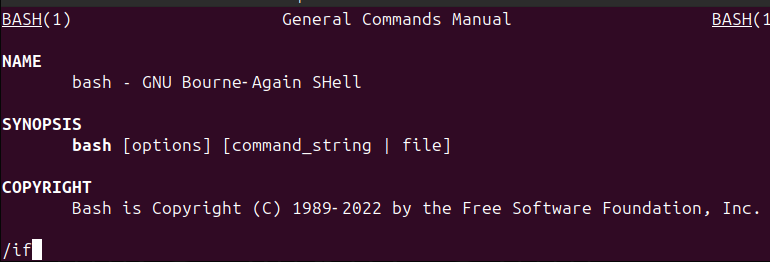 BASH(1) General Commands Manual BASH(1
NAME
bash - GNU Bourne-Again SHell
SYNOPSIS
bash [options] [command_string | file]
COPYRIGHT
Bash is Copyright (C) 1989-2022 by the Free Software Foundation, Inc.
/if